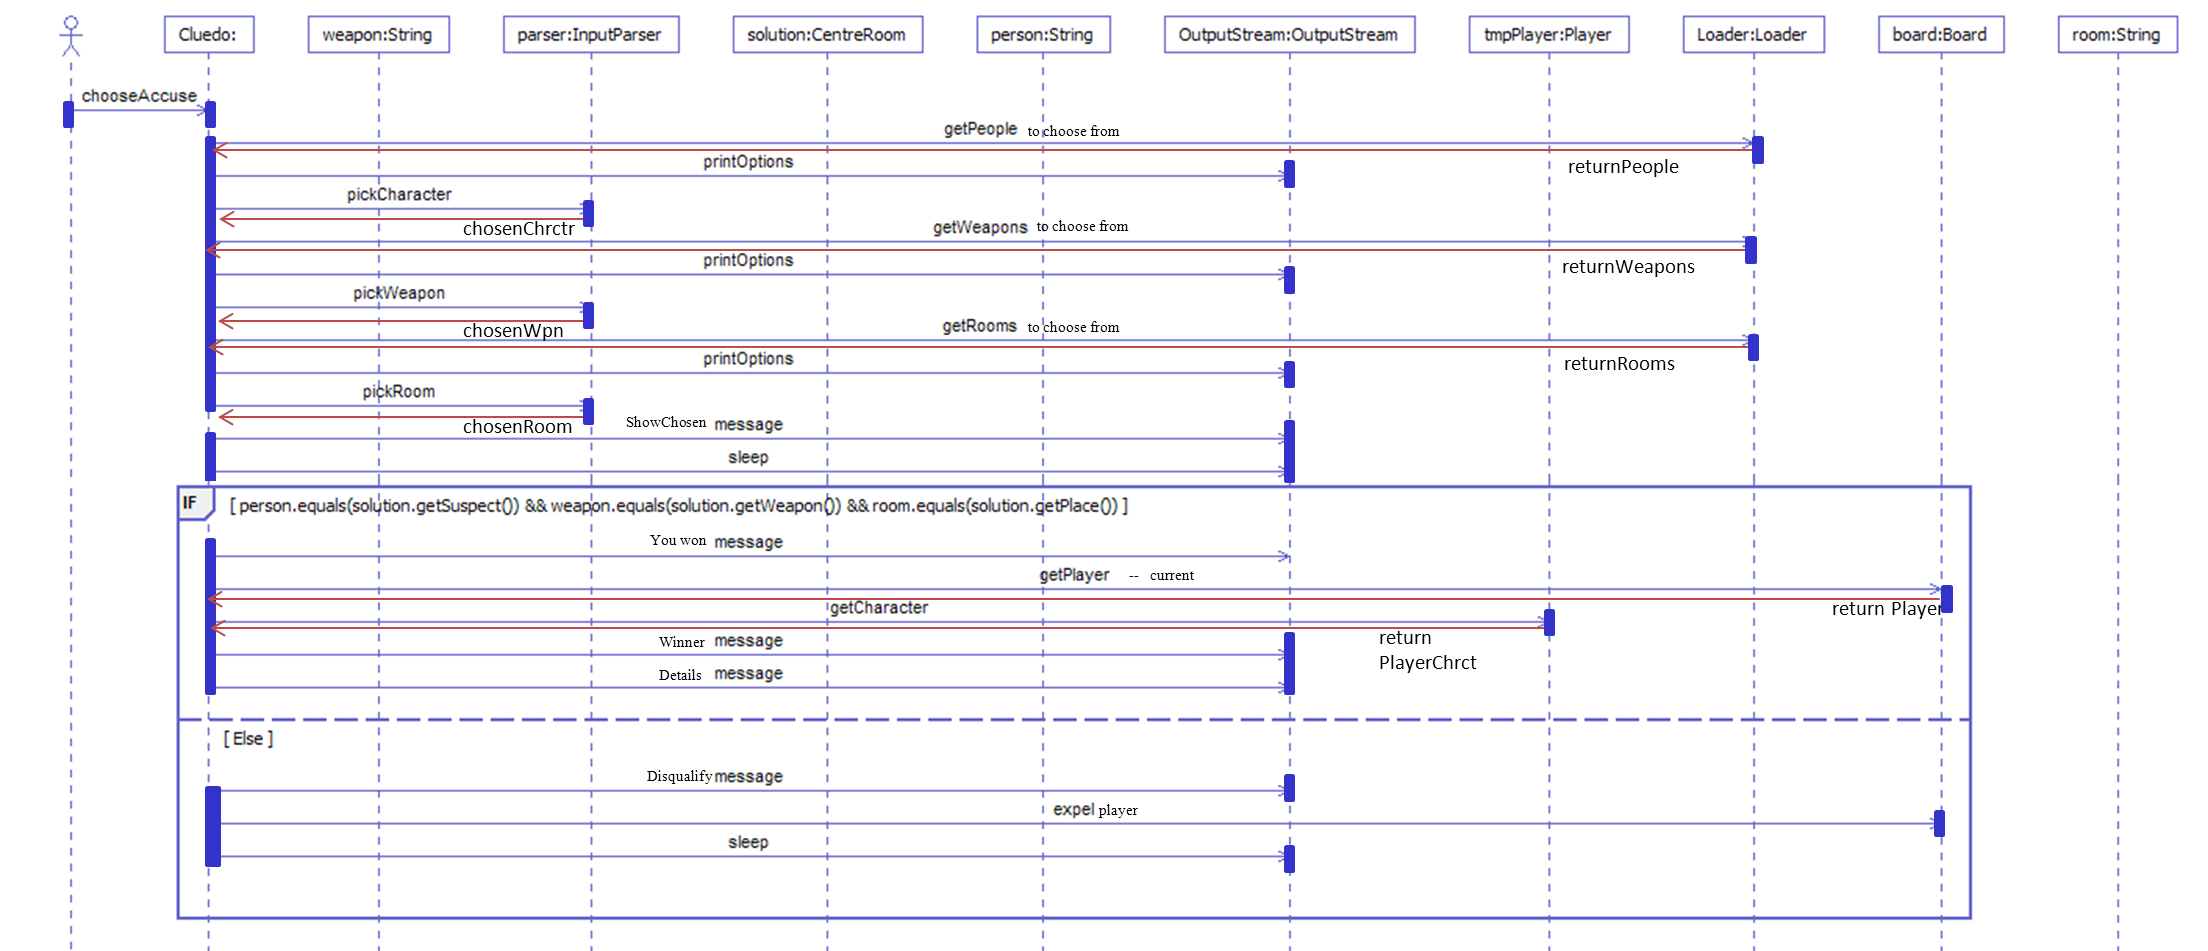 Cluedo:
weapon:String
parser:InputParser
solution:CentreRoom
person:String
OutputStream:OutputStream
tmpPlayer:Player
Loader:Loader
board:Board
room:String
chooseAccuse
getPeople to choose from
printOptions
returnPeople
pickCharacter
chosenChrctr
getWeapons to choose from
printOptions
returnWeapons
pickWeapon
chosenWpn
getRooms to choose from
printOptions
returnRooms
pickRoom
chosenRoom
ShowChosen message
sleep
IF
[ person.equals(solution.getSuspect()) && weapon.equals(solution.getWeapon()) && room.equals(solution.getPlace()) ]
You won message
getPlayer -- current
return Player
getCharacter
return
PlayerChrct
Winner message
Details message
[ Else ]
Disqualify message
expel player
sleep